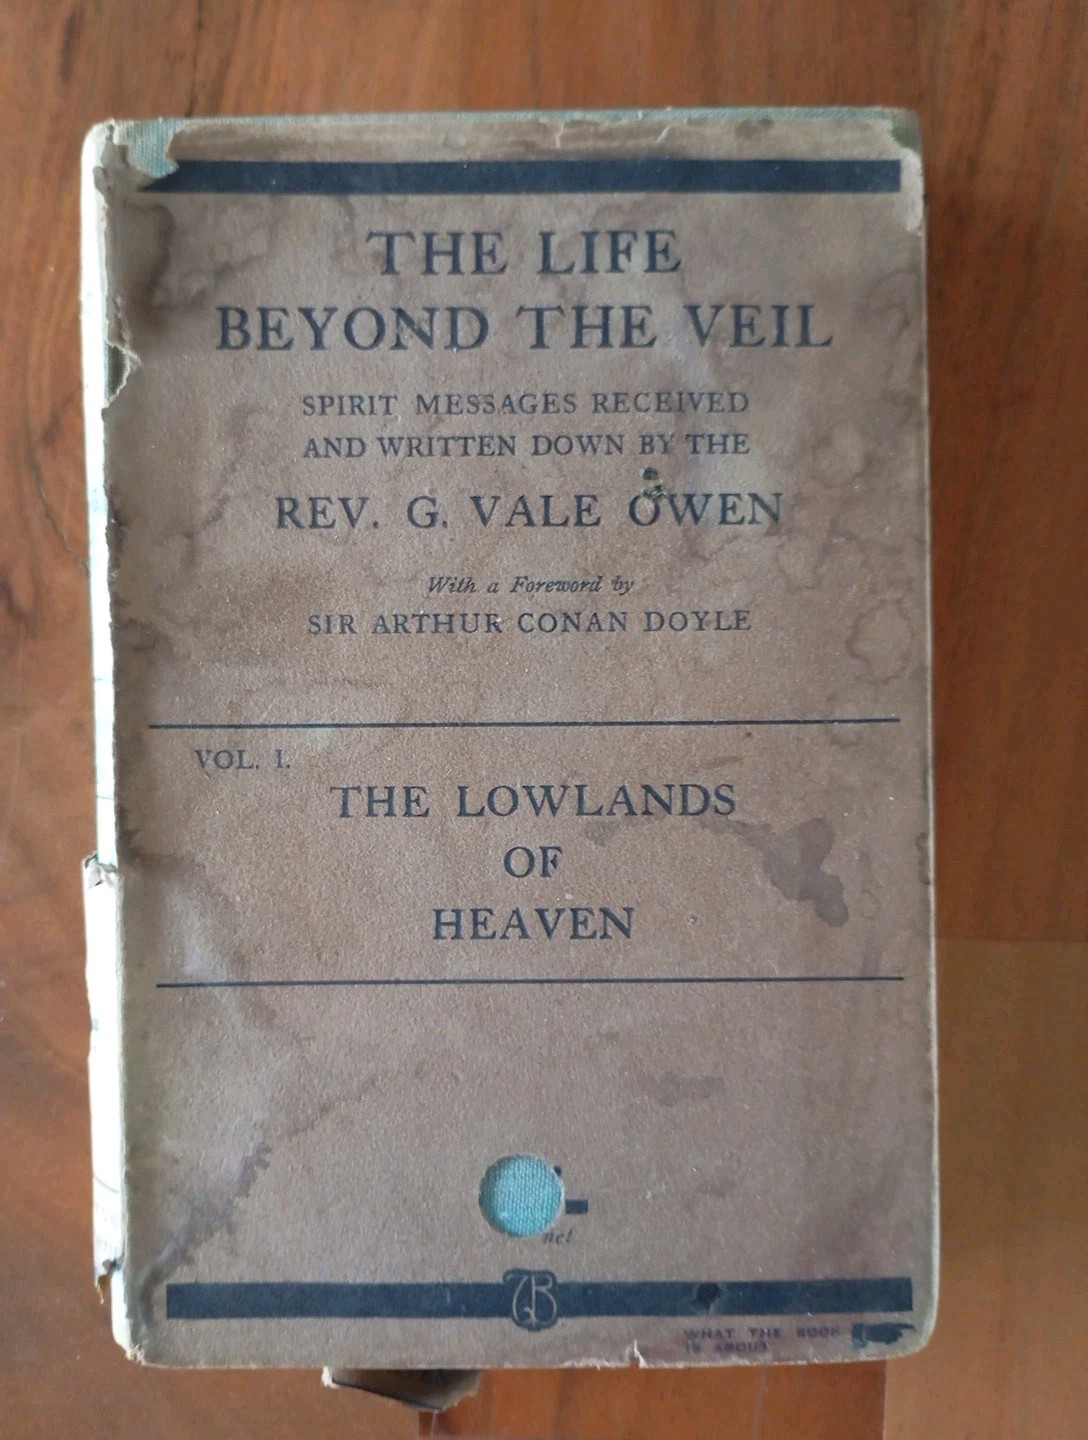 THE LIFE
BEYOND THE VEIL
SPIRIT MESSAGES RECEIVED
AND WRITTEN DOWN BY THE
REV. G. VALE OWEN
With a Foreword by
SIR ARTHUR CONAN DOYLE
VOL. I.
THE LOWLANDS
OF
HEAVEN
net
TB
WHAT THE BOOK
IS ABOUT